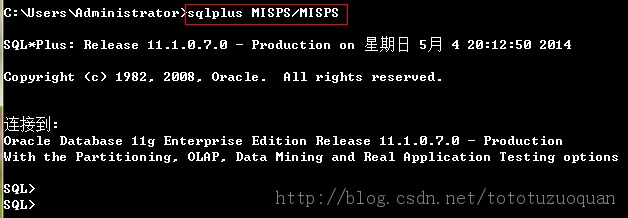 C:\Users\Administrator>sqlplus MISPS/MISPS
SQL*Plus: Release 11.1.0.7.0 - Production on 星期日 5月 4 20:12:50 2014
Copyright (c) 1982, 2008, Oracle.  All rights reserved.
连接到:
Oracle Database 11g Enterprise Edition Release 11.1.0.7.0 - Production
With the Partitioning, OLAP, Data Mining and Real Application Testing options
SQL>
SQL>
http://blog.csdn.net/tototuzuoquan